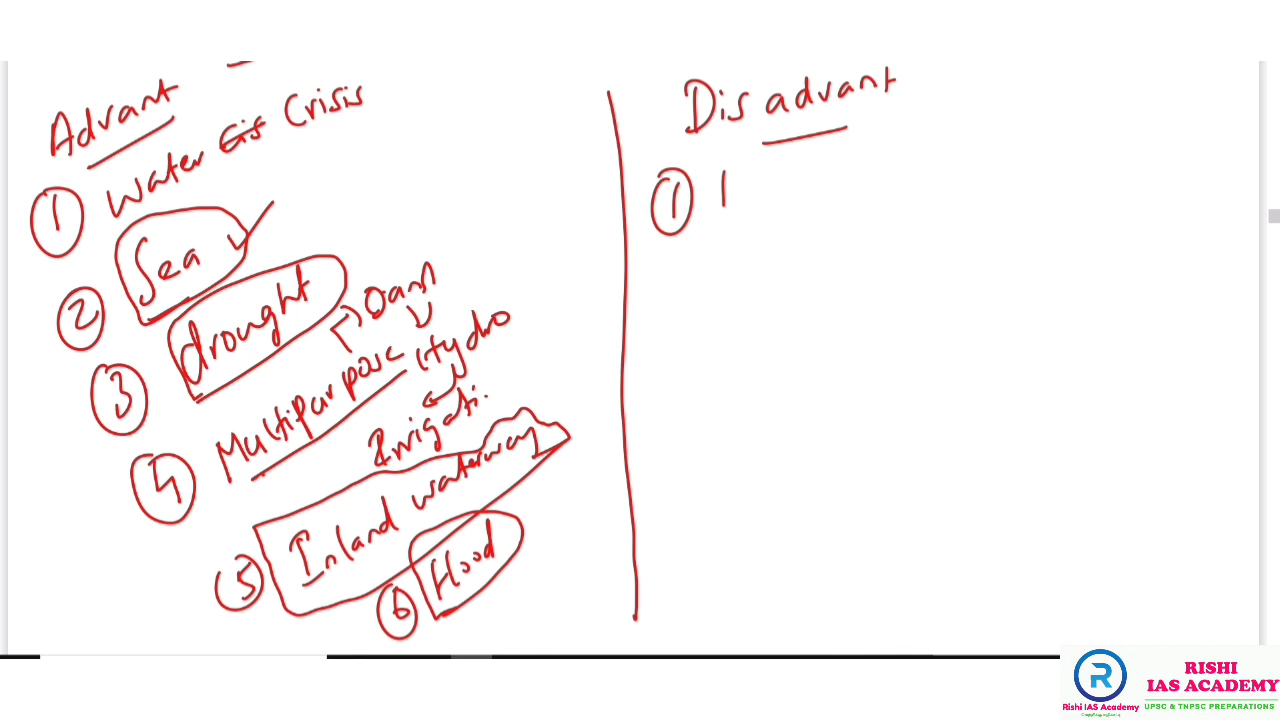 Advant
① Water Crisis
② Sea
③ drought
④ Multipurpose Dam
Hydro
Irrigati.
⑤ Inland waterway
⑥ Flood
Dis advant
①
R
Rishi IAS Academy
RISHI
IAS ACADEMY
UPSC & TNPSC PREPARATIONS